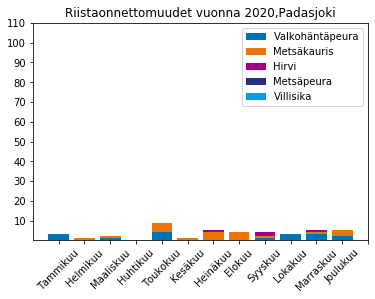 Riistaonnettomuudet vuonna 2020,Padasjoki
110
100
90
80
70
60
50
40
30
20
10
Valkohäntäpeura
Metsäkauris
Hirvi
Metsäpeura
Villisika
Tammikuu
Helmikuu
Maaliskuu
Huhtikuu
Toukokuu
Kesäkuu
Heinäkuu
Elokuu
Syyskuu
Lokakuu
Marraskuu
Joulukuu